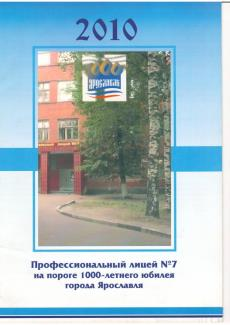 2010
ЯРОСЛАВЛЬ
Профессиональный лицей №7
на пороге 1000-летнего юбилея
города Ярославля